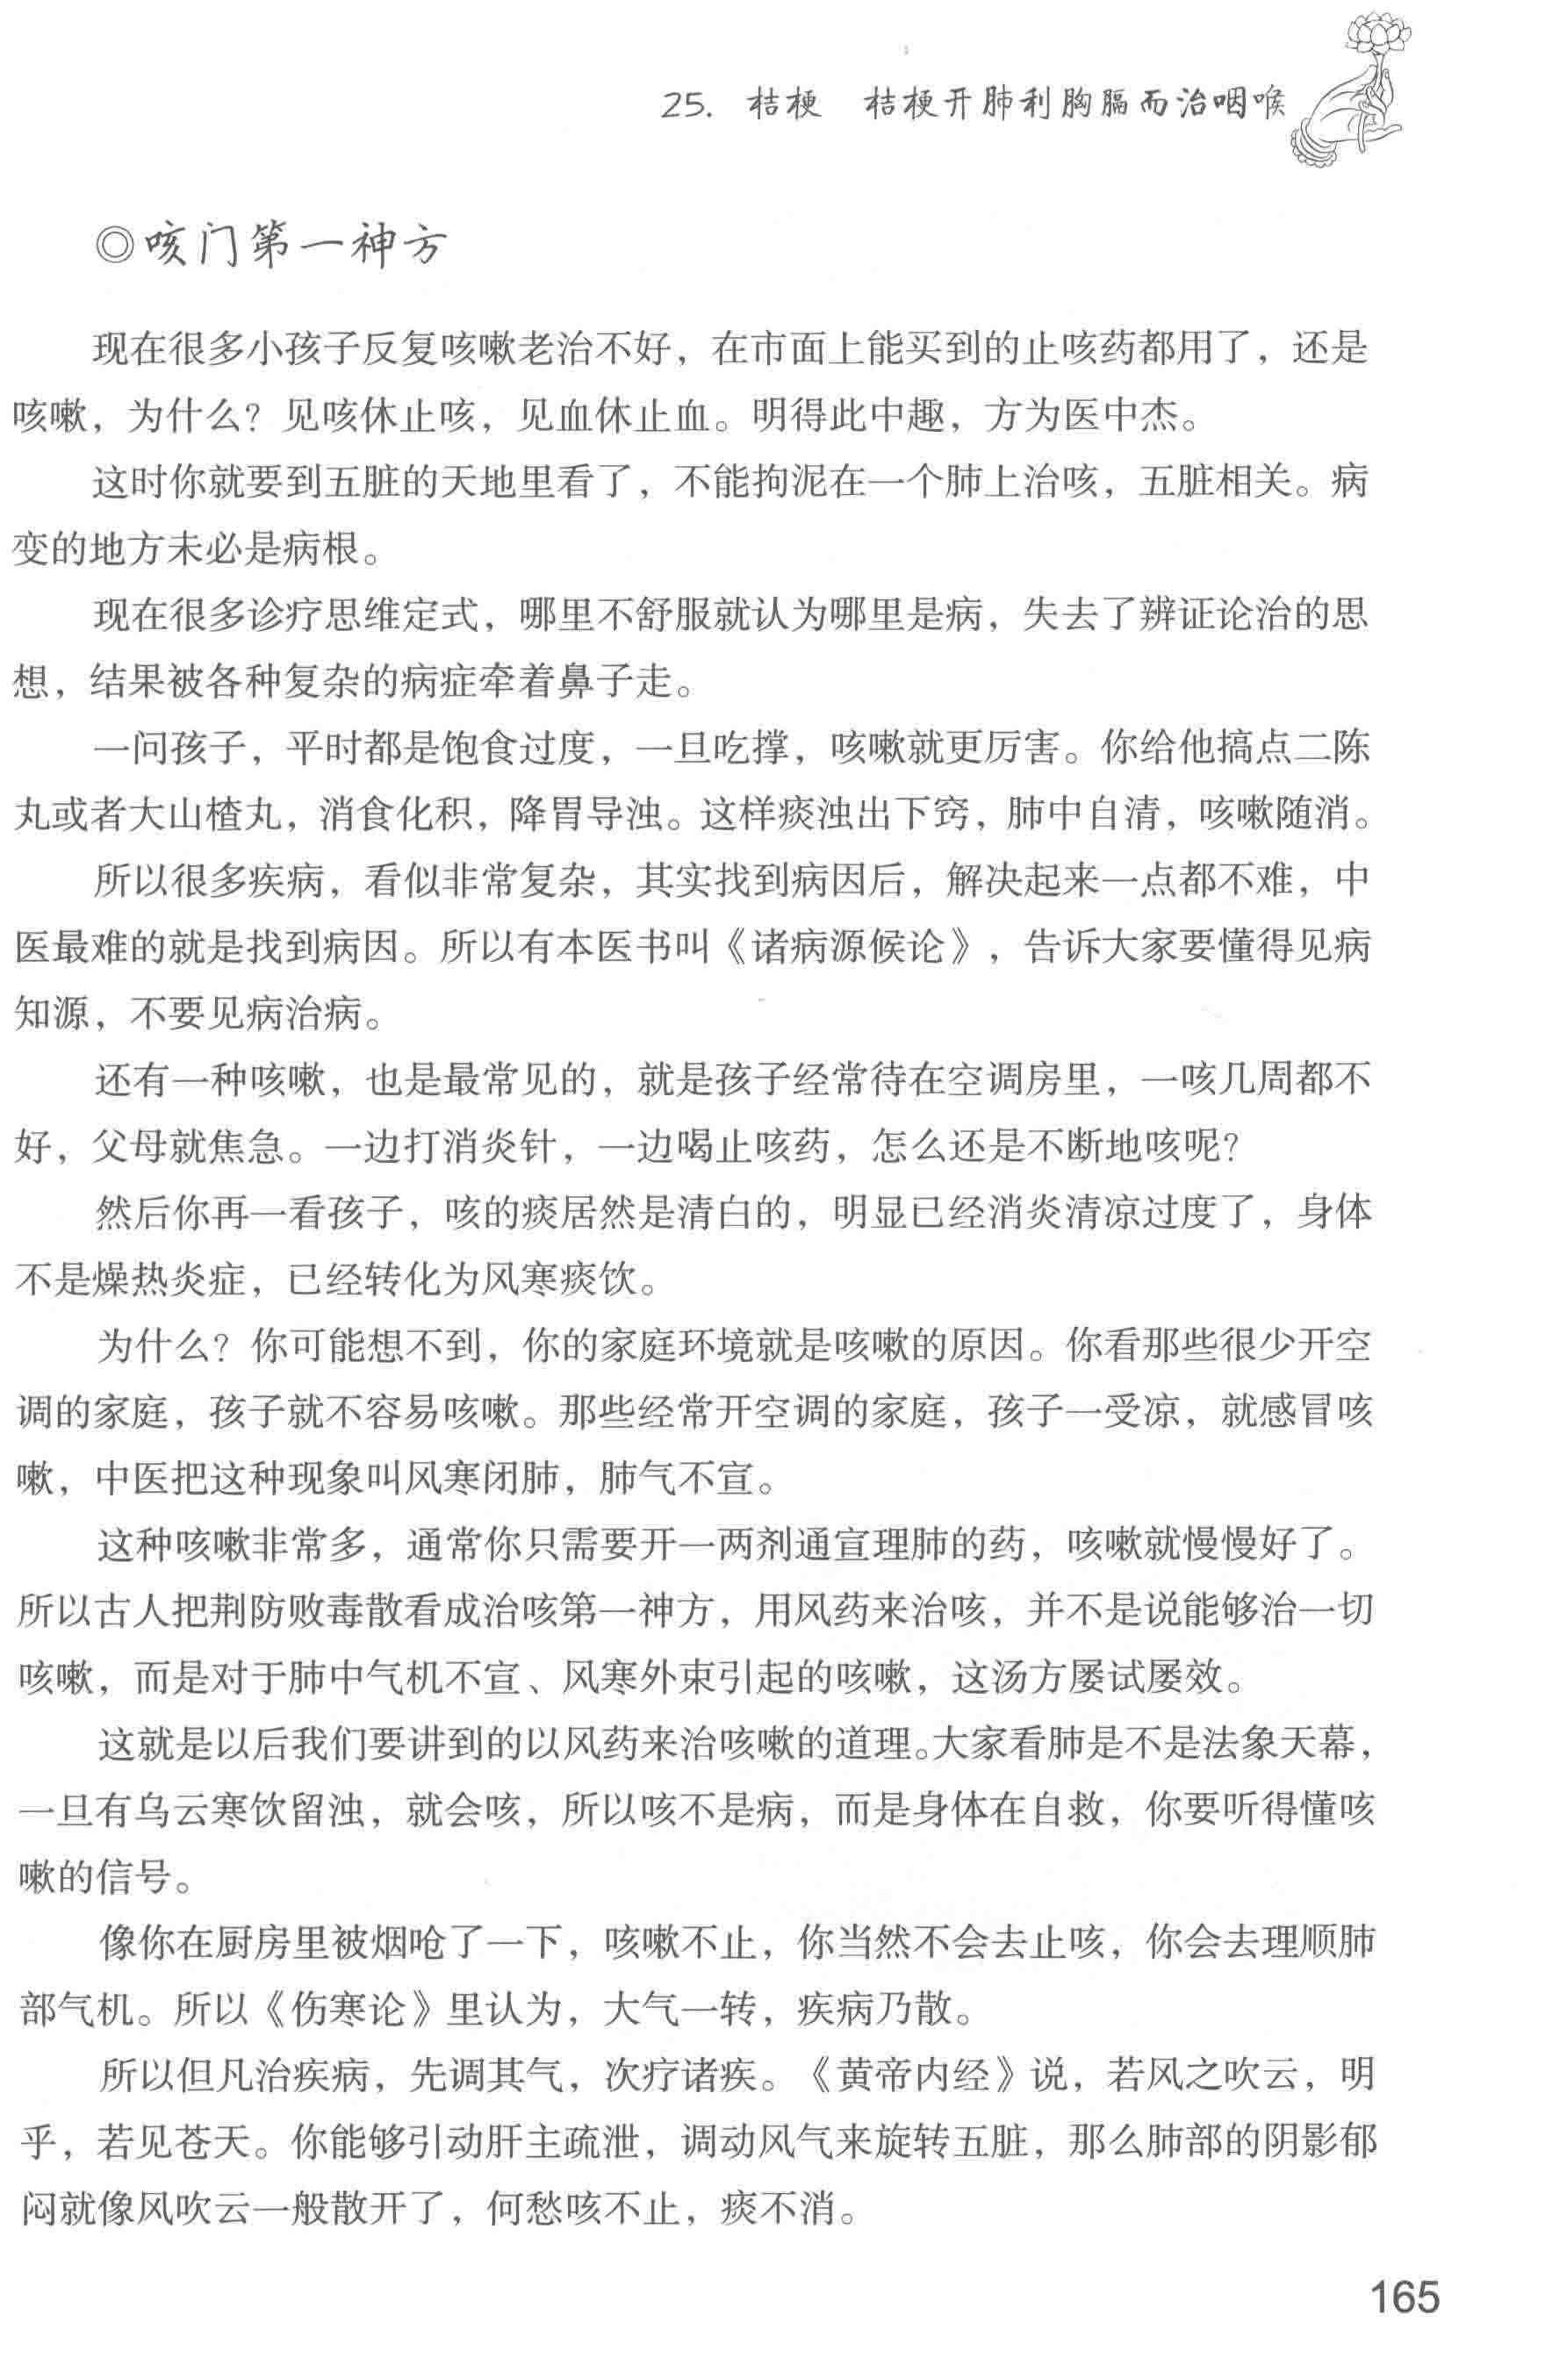 25. 桔梗 桔梗开肺利胸膈而治咽喉
◎咳门第一神方
现在很多小孩子反复咳嗽老治不好，在市面上能买到的止咳药都用了，还是
咳嗽，为什么？见咳休止咳，见血休止血。明得此中趣，方为医中杰。
这时你就要到五脏的天地里看了，不能拘泥在一个肺上治咳，五脏相关。病
变的地方未必是病根。
现在很多诊疗思维定式，哪里不舒服就认为哪里是病，失去了辨证论治的思
想，结果被各种复杂的病症牵着鼻子走。
一问孩子，平时都是饱食过度，一旦吃撑，咳嗽就更厉害。你给他搞点二陈
丸或者大山楂丸，消食化积，降胃导浊。这样痰浊出下窍，肺中自清，咳嗽随消。
所以很多疾病，看似非常复杂，其实找到病因后，解决起来一点都不难，中
医最难的就是找到病因。所以有本医书叫《诸病源候论》，告诉大家要懂得见病
知源，不要见病治病。
还有一种咳嗽，也是最常见的，就是孩子经常待在空调房里，一咳几周都不
好，父母就焦急。一边打消炎针，一边喝止咳药，怎么还是不断地咳呢？
然后你再一看孩子，咳的痰居然是清白的，明显已经消炎清凉过度了，身体
不是燥热炎症，已经转化为风寒痰饮。
为什么？你可能想不到，你的家庭环境就是咳嗽的原因。你看那些很少开空
调的家庭，孩子就不容易咳嗽。那些经常开空调的家庭，孩子一受凉，就感冒咳
嗽，中医把这种现象叫风寒闭肺，肺气不宣。
这种咳嗽非常多，通常你只需要开一两剂通宣理肺的药，咳嗽就慢慢好了。
所以古人把荆防败毒散看成治咳第一神方，用风药来治咳，并不是说能够治一切
咳嗽，而是对于肺中气机不宣、风寒外束引起的咳嗽，这汤方屡试屡效。
这就是以后我们要讲到的以风药来治咳嗽的道理。大家看肺是不是法象天幕，
一旦有乌云寒饮留浊，就会咳，所以咳不是病，而是身体在自救，你要听得懂咳
嗽的信号。
像你在厨房里被烟呛了一下，咳嗽不止，你当然不会去止咳，你会去理顺肺
部气机。所以《伤寒论》里认为，大气一转，疾病乃散。
所以但凡治疾病，先调其气，次疗诸疾。《黄帝内经》说，若风之吹云，明
乎，若见苍天。你能够引动肝主疏泄，调动风气来旋转五脏，那么肺部的阴影郁
闷就像风吹云一般散开了，何愁咳不止，痰不消。
165